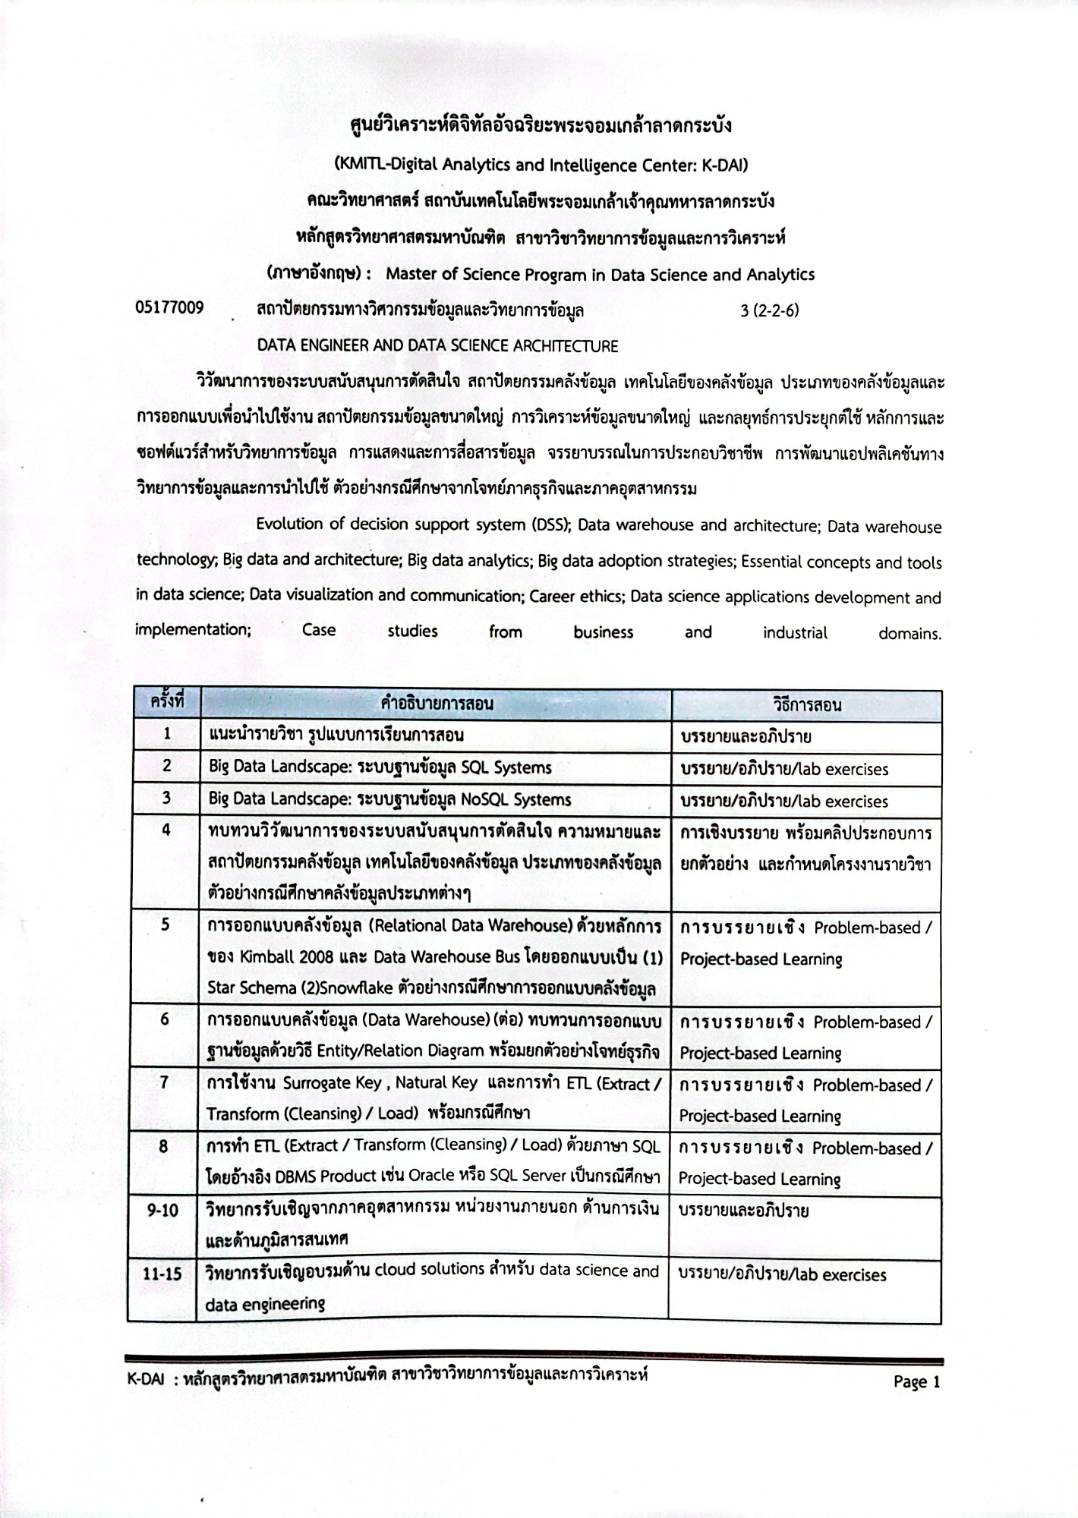 ศูนย์วิเคราะห์ดิจิทัลอัจฉริยะพระจอมเกล้าลาดกระบัง
(KMITL-Digital Analytics and Intelligence Center: K-DAI)
คณะวิทยาศาสตร์ สถาบันเทคโนโลยีพระจอมเกล้าเจ้าคุณทหารลาดกระบัง
หลักสูตรวิทยาศาสตรมหาบัณฑิต สาขาวิชาวิทยาการข้อมูลและการวิเคราะห์
(ภาษาอังกฤษ) : Master of Science Program in Data Science and Analytics
05177009 สถาปัตยกรรมทางวิศวกรรมข้อมูลและวิทยาการข้อมูล 3 (2-2-6)
DATA ENGINEER AND DATA SCIENCE ARCHITECTURE
วิวัฒนาการของระบบสนับสนุนการตัดสินใจ สถาปัตยกรรมคลังข้อมูล เทคโนโลยีของคลังข้อมูล ประเภทของคลังข้อมูลและ
การออกแบบเพื่อนำไปใช้งาน สถาปัตยกรรมข้อมูลขนาดใหญ่ การวิเคราะห์ข้อมูลขนาดใหญ่ และกลยุทธ์การประยุกต์ใช้ หลักการและ
ซอฟต์แวร์สำหรับวิทยาการข้อมูล การแสดงและการสื่อสารข้อมูล จรรยาบรรณในการประกอบวิชาชีพ การพัฒนาแอปพลิเคชันทาง
วิทยาการข้อมูลและการนำไปใช้ ตัวอย่างกรณีศึกษาจากโจทย์ภาคธุรกิจและภาคอุตสาหกรรม
Evolution of decision support system (DSS); Data warehouse and architecture; Data warehouse
technology; Big data and architecture; Big data analytics; Big data adoption strategies; Essential concepts and tools
in data science; Data visualization and communication; Career ethics; Data science applications development and
implementation; Case studies from business and industrial domains.
ครั้งที่ คำอธิบายการสอน วิธีการสอน
1 แนะนำรายวิชา รูปแบบการเรียนการสอน บรรยายและอภิปราย
2 Big Data Landscape: ระบบฐานข้อมูล SQL Systems บรรยาย/อภิปราย/lab exercises
3 Big Data Landscape: ระบบฐานข้อมูล NoSQL Systems บรรยาย/อภิปราย/lab exercises
4 ทบทวนวิวัฒนาการของระบบสนับสนุนการตัดสินใจ ความหมายและ การเชิงบรรยาย พร้อมคลิปประกอบการ
สถาปัตยกรรมคลังข้อมูล เทคโนโลยีของคลังข้อมูล ประเภทของคลังข้อมูล ยกตัวอย่าง และกำหนดโครงงานรายวิชา
ตัวอย่างกรณีศึกษาคลังข้อมูลประเภทต่างๆ
5 การออกแบบคลังข้อมูล (Relational Data Warehouse) ด้วยหลักการ การบรรยายเชิง Problem-based /
ของ Kimball 2008 และ Data Warehouse Bus โดยออกแบบเป็น (1) Project-based Learning
Star Schema (2)Snowflake ตัวอย่างกรณีศึกษาการออกแบบคลังข้อมูล
6 การออกแบบคลังข้อมูล (Data Warehouse) (ต่อ) ทบทวนการออกแบบ การบรรยายเชิง Problem-based /
ฐานข้อมูลด้วยวิธี Entity/Relation Diagram พร้อมยกตัวอย่างโจทย์ธุรกิจ Project-based Learning
7 การใช้งาน Surrogate Key , Natural Key และการทำ ETL (Extract / การบรรยายเชิง Problem-based /
Transform (Cleansing) / Load) พร้อมกรณีศึกษา Project-based Learning
8 การทำ ETL (Extract / Transform (Cleansing) / Load) ด้วยภาษา SQL การบรรยายเชิง Problem-based /
โดยอ้างอิง DBMS Product เช่น Oracle หรือ SQL Server เป็นกรณีศึกษา Project-based Learning
9-10 วิทยากรรับเชิญจากภาคอุตสาหกรรม หน่วยงานภายนอก ด้านการเงิน บรรยายและอภิปราย
และด้านภูมิสารสนเทศ
11-15 วิทยากรรับเชิญอบรมด้าน cloud solutions สำหรับ data science and บรรยาย/อภิปราย/lab exercises
data engineering
K-DAI : หลักสูตรวิทยาศาสตรมหาบัณฑิต สาขาวิชาวิทยาการข้อมูลและการวิเคราะห์ Page 1